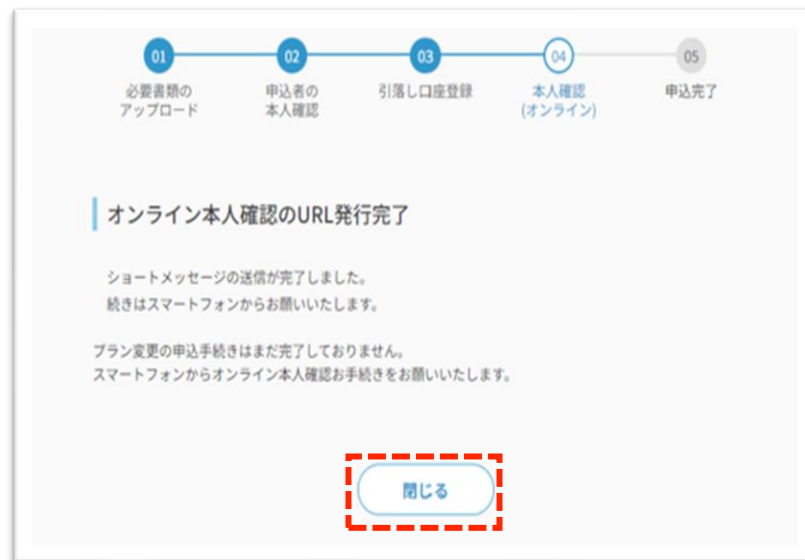 01 02 03 04 05
必要書類の 申込者の 引落し口座登録 本人確認 申込完了
アップロード 本人確認 (オンライン)
オンライン本人確認のURL発行完了
ショートメッセージの送信が完了しました。
続きはスマートフォンからお願いいたします。
プラン変更の申込手続きはまだ完了しておりません。
スマートフォンからオンライン本人確認お手続きをお願いいたします。
閉じる